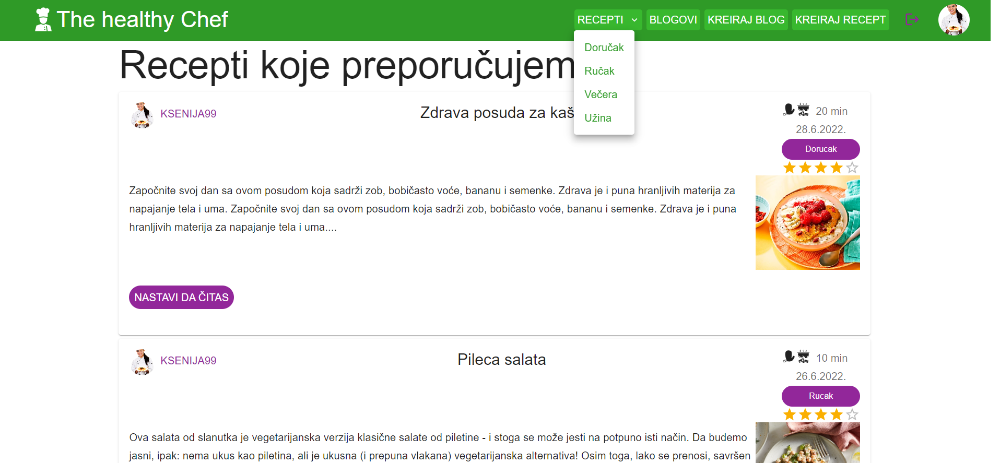 The healthy Chef
RECEPTI
BLOGOVI
KREIRAJ BLOG
KREIRAJ RECEPT
Doručak
Ručak
Večera
Užina
Recepti koje preporučujem
KSENIJA99
Zdrava posuda za kaš
20 min
28.6.2022.
Dorucak
Započnite svoj dan sa ovom posudom koja sadrži zob, bobičasto voće, bananu i semenke. Zdrava je i puna hranljivih materija za
napajanje tela i uma. Započnite svoj dan sa ovom posudom koja sadrži zob, bobičasto voće, bananu i semenke. Zdrava je i puna
hranljivih materija za napajanje tela i uma....
NASTAVI DA ČITAS
KSENIJA99
Pileca salata
10 min
26.6.2022.
Rucak
Ova salata od slanutka je vegetarijanska verzija klasične salate od piletine - i stoga se može jesti na potpuno isti način. Da budemo
jasni, ipak: nema ukus kao piletina, ali je ukusna (i prepuna vlakana) vegetarijanska alternativa! Osim toga, lako se prenosi, savršen